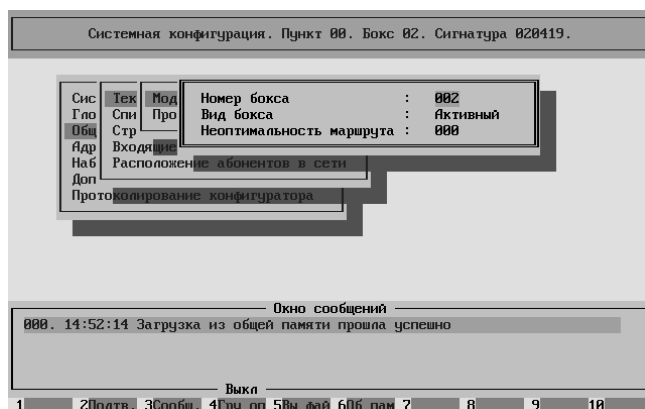 Системная конфигурация. Пункт 00. Бокс 02. Сигнатура 020419.
Сис Тек Мод Номер бокса : 002
Гло Спи Про Вид бокса : Активный
Общ Стр Неоптимальность маршрута : 000
Адр Входящие
Наб Расположение абонентов в сети
Доп
Протоколирование конфигуратора
Окно сообщений
000. 14:52:14 Загрузка из общей памяти прошла успешно
Выкл
1 2Подтв. 3Сообщ. 4Гру оп 5Вы фай 6Об пам 7 8 9 10